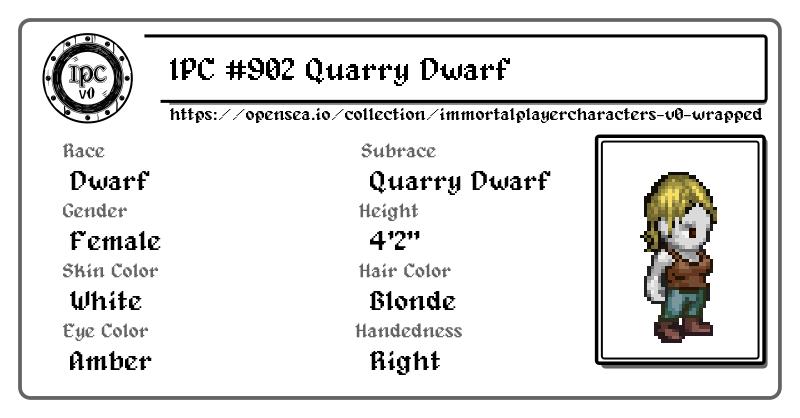 IPC
v0
IPC #902 Quarry Dwarf
https://opensea.io/collection/immortalplayercharacters-v0-wrapped
Race
Dwarf
Subrace
Quarry Dwarf
Gender
Female
Height
4'2"
Skin Color
White
Hair Color
Blonde
Eye Color
Amber
Handedness
Right